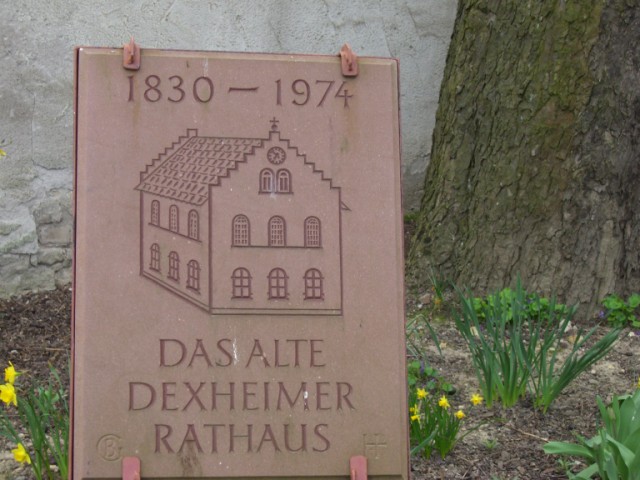 1830 — 1974
DAS ALTE
DEXHEIMER
RATHAUS